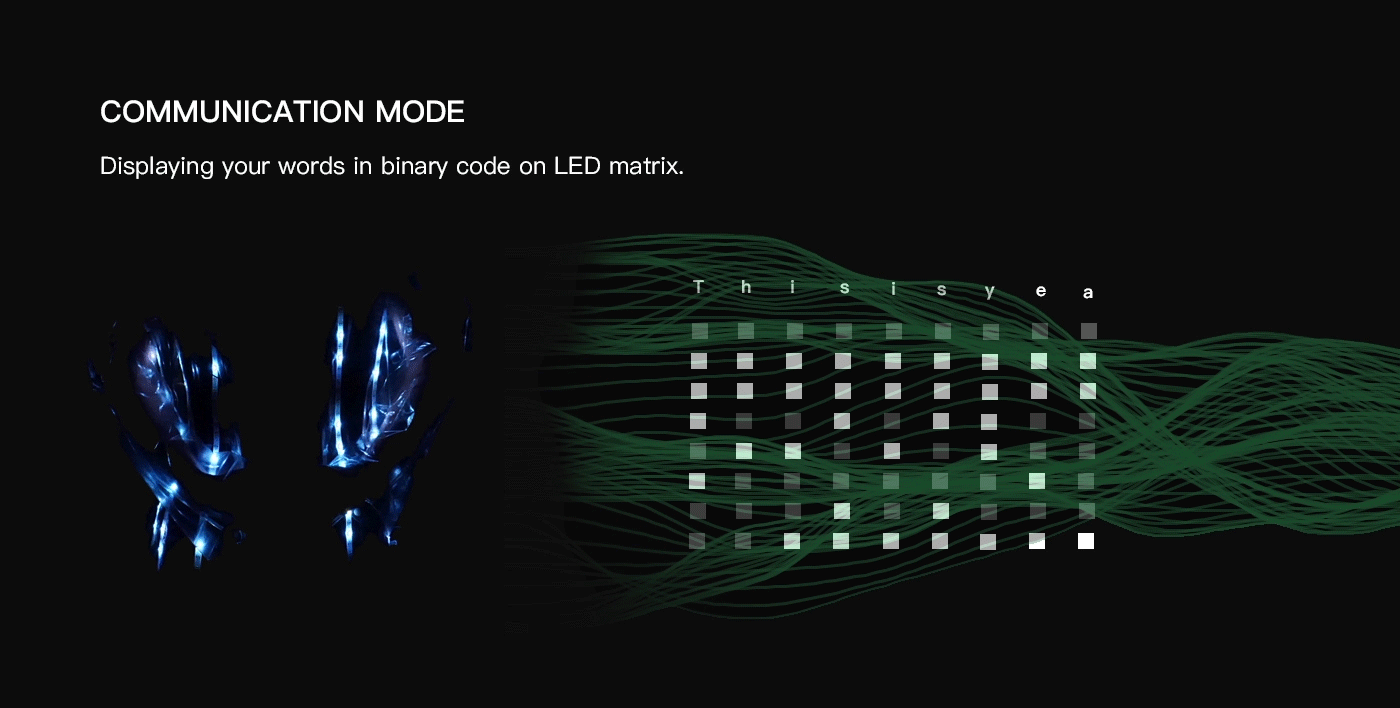 COMMUNICATION MODE
Displaying your words in binary code on LED matrix.
T h i s i s y e a